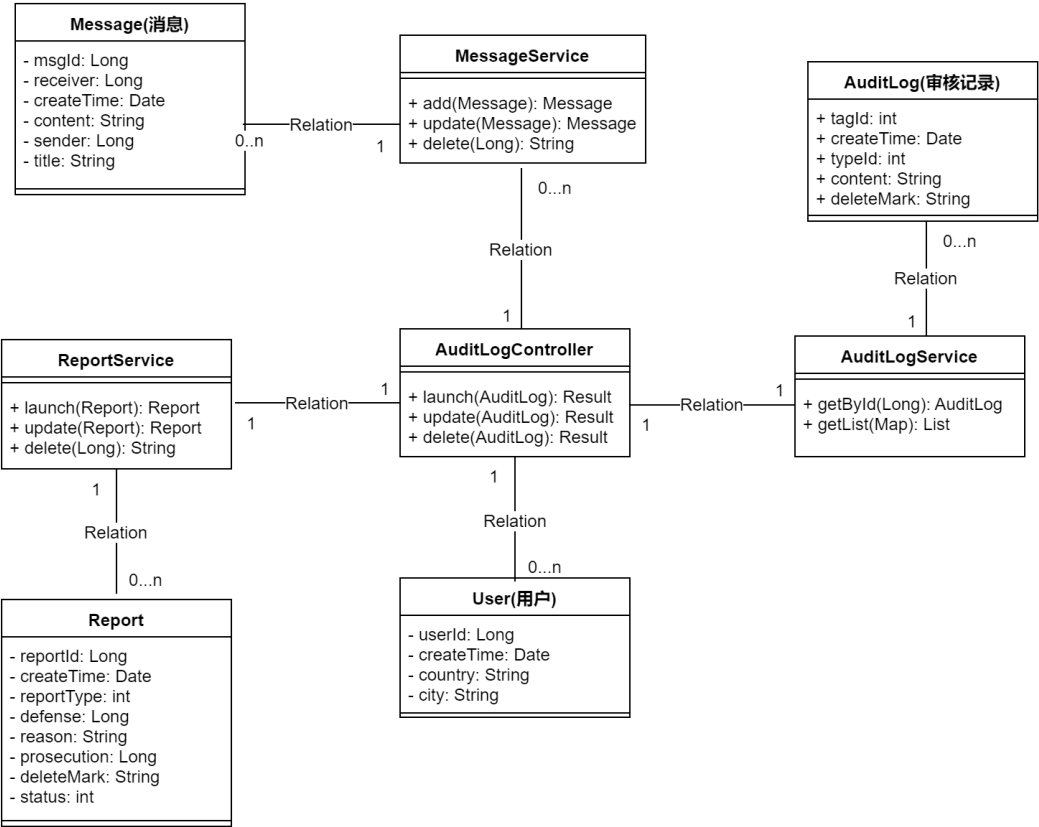 Message(消息)
- msgId: Long
- receiver: Long
- createTime: Date
- content: String
- sender: Long
- title: String
Relation
0..n
1
MessageService
+ add(Message): Message
+ update(Message): Message
+ delete(Long): String
AuditLog(审核记录)
+ tagId: int
+ createTime: Date
+ typeId: int
+ content: String
+ deleteMark: String
0...n
Relation
1
0...n
Relation
1
ReportService
+ launch(Report): Report
+ update(Report): Report
+ delete(Long): String
1
Relation
1
AuditLogController
+ launch(AuditLog): Result
+ update(AuditLog): Result
+ delete(AuditLog): Result
1
Relation
1
AuditLogService
+ getById(Long): AuditLog
+ getList(Map): List
1
Relation
0...n
1
Relation
0...n
Report
- reportId: Long
- createTime: Date
- reportType: int
- defense: Long
- reason: String
- prosecution: Long
- deleteMark: String
- status: int
User(用户)
- userId: Long
- createTime: Date
- country: String
- city: String